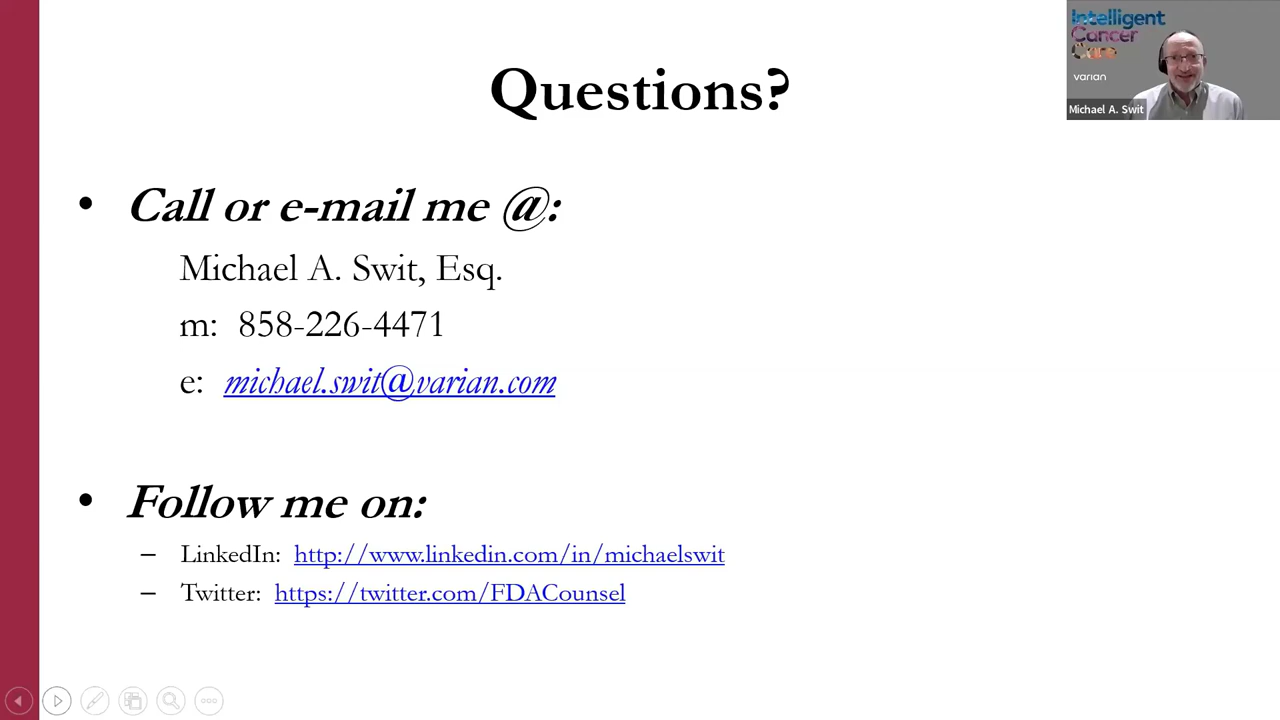 Questions?
Intelligent
Cancer
Care
varian
Michael A. Swit
• Call or e-mail me @:
Michael A. Swit, Esq.
m: 858-226-4471
e: michael.swit@varian.com
• Follow me on:
– LinkedIn: http://www.linkedin.com/in/michaelswit
– Twitter: https://twitter.com/FDACounsel